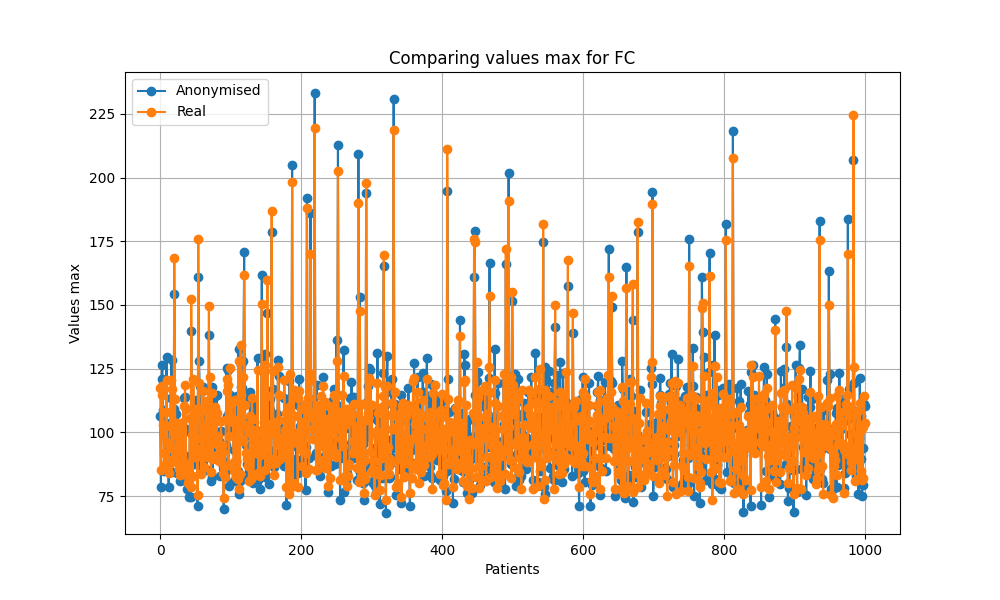 Comparing values max for FC
Anonymised
Real
Values max
225
200
175
150
125
100
75
0 200 400 600 800 1000
Patients